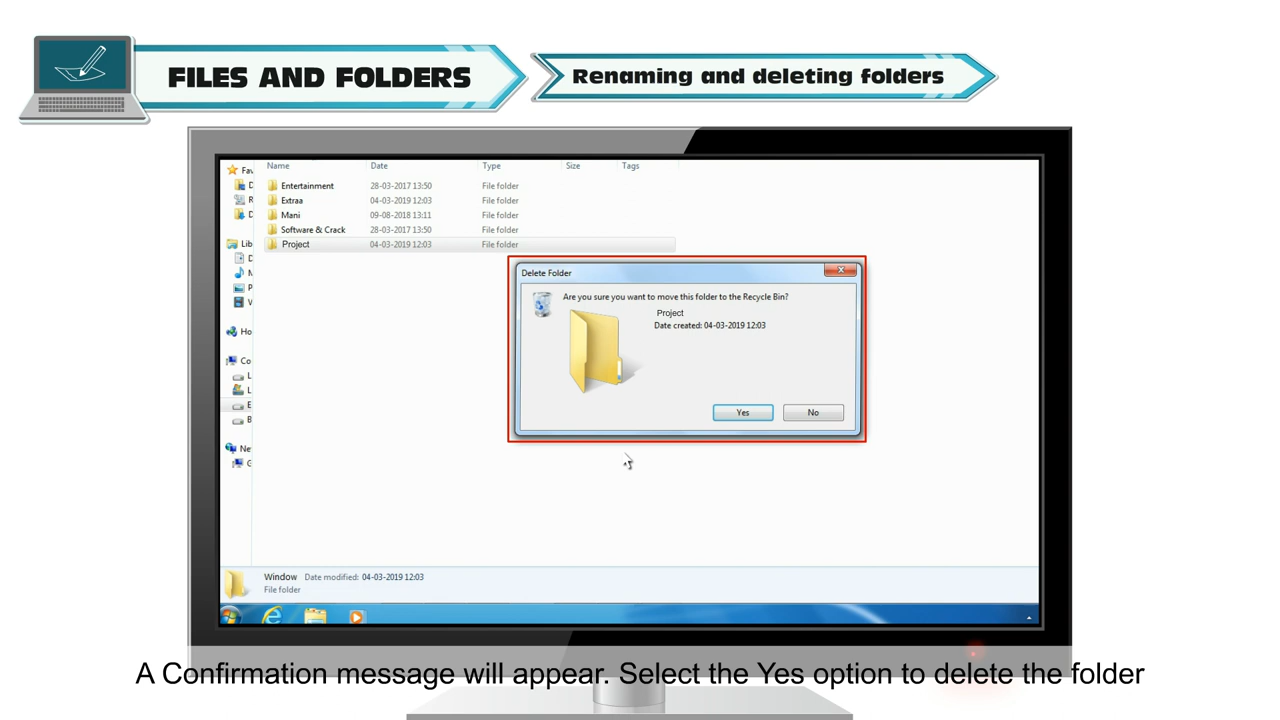 FILES AND FOLDERS
Renaming and deleting folders
Name Date Type Size Tags
Entertainment 28-03-2017 13:50 File folder
Extraa 04-03-2019 12:03 File folder
Mani 09-08-2018 13:11 File folder
Software & Crack 28-03-2017 13:50 File folder
Project 04-03-2019 12:03 File folder
Fav
D
R
D
Lib
D
M
P
V
Ho
Co
L
L
E
B
Ne
G
Delete Folder
Are you sure you want to move this folder to the Recycle Bin?
Project
Date created: 04-03-2019 12:03
Yes No
Window Date modified: 04-03-2019 12:03
File folder
A Confirmation message will appear. Select the Yes option to delete the folder